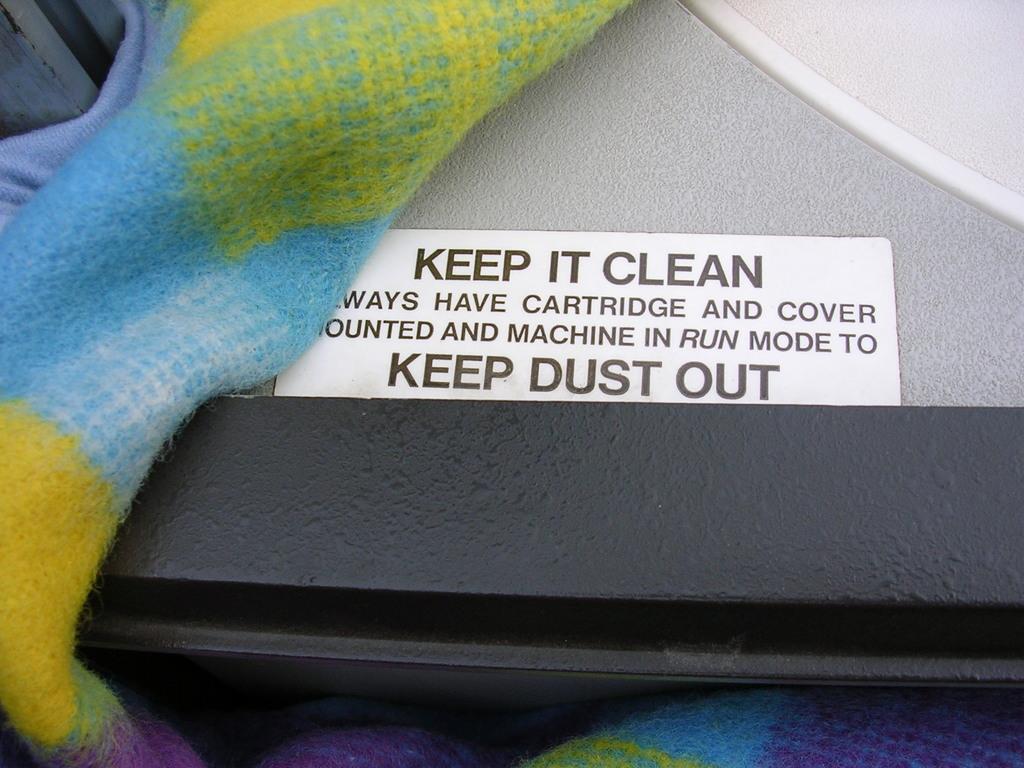 KEEP IT CLEAN
WAYS HAVE CARTRIDGE AND COVER
OUNTED AND MACHINE IN RUN MODE TO
KEEP DUST OUT